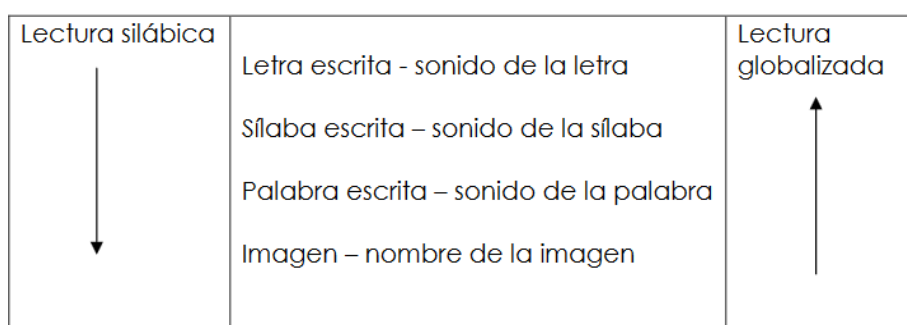 Lectura silábica
Letra escrita - sonido de la letra
Sílaba escrita – sonido de la sílaba
Palabra escrita – sonido de la palabra
Imagen – nombre de la imagen
Lectura
globalizada